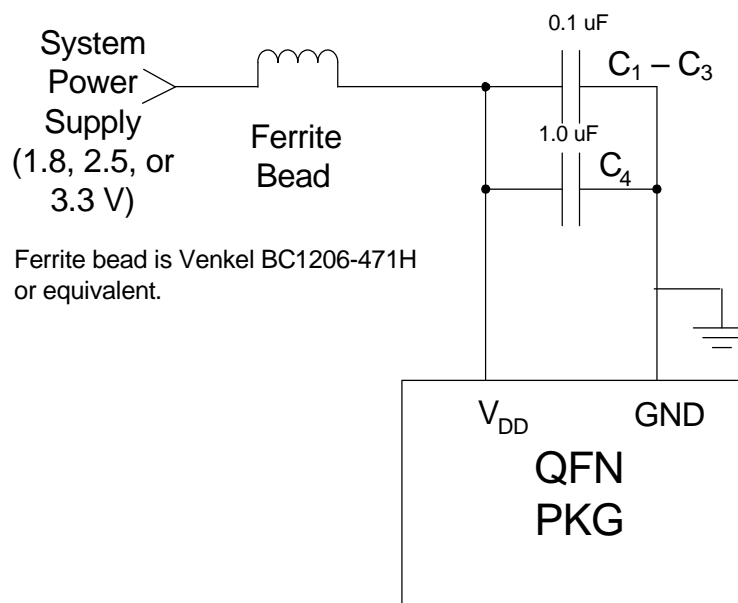 System
Power
Supply
(1.8, 2.5, or
3.3 V)
Ferrite
Bead
0.1 uF
C1 – C3
1.0 uF
C4
Ferrite bead is Venkel BC1206-471H
or equivalent.
VDD
GND
QFN
PKG